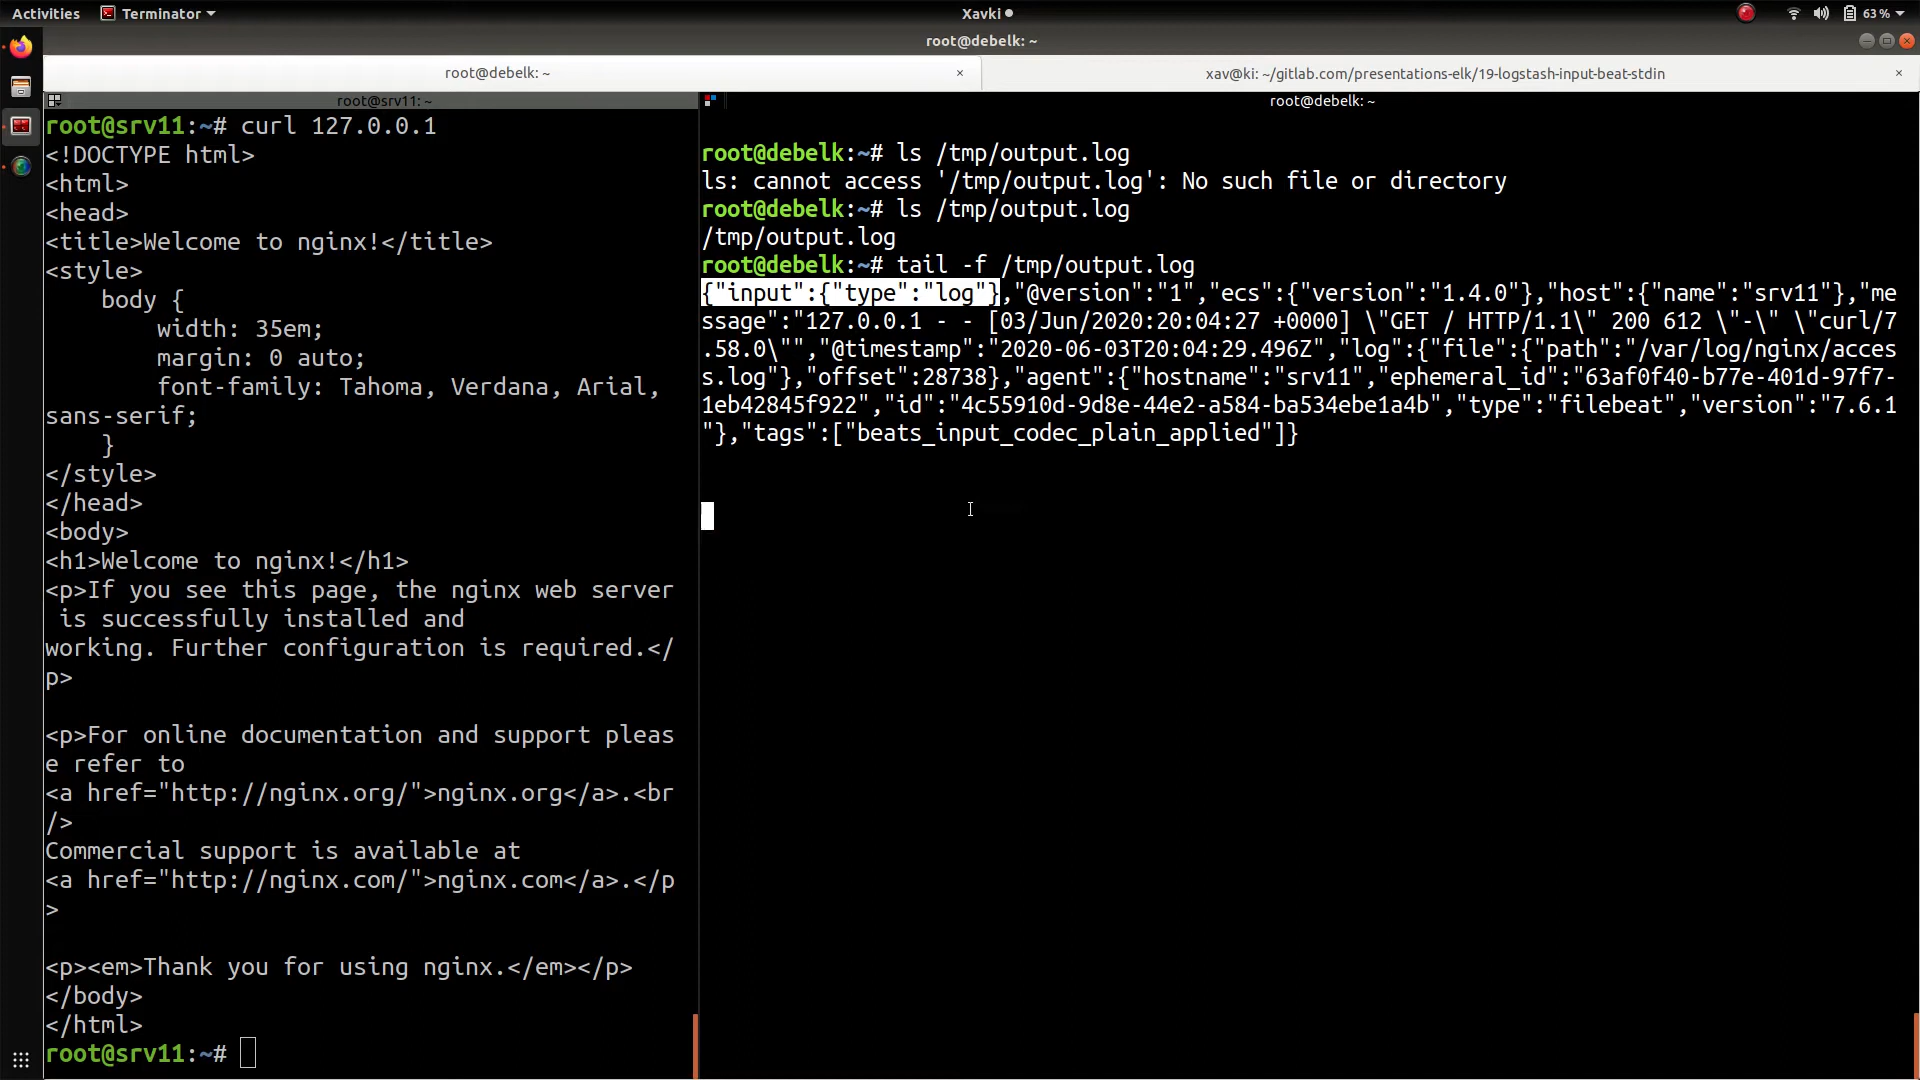 Activities Terminator Xavki 63 %
root@debelk: ~
root@debelk: ~ × xav@ki: ~/gitlab.com/presentations-elk/19-logstash-input-beat-stdin ×
root@srv11: ~
root@srv11:~# curl 127.0.0.1
<!DOCTYPE html>
<html>
<head>
<title>Welcome to nginx!</title>
<style>
    body {
        width: 35em;
        margin: 0 auto;
        font-family: Tahoma, Verdana, Arial,
sans-serif;
    }
</style>
</head>
<body>
<h1>Welcome to nginx!</h1>
<p>If you see this page, the nginx web server
 is successfully installed and
working. Further configuration is required.</
p>
<p>For online documentation and support pleas
e refer to
<a href="http://nginx.org/">nginx.org</a>.<br
/>
Commercial support is available at
<a href="http://nginx.com/">nginx.com</a>.</p
>
<p><em>Thank you for using nginx.</em></p>
</body>
</html>
root@srv11:~#
root@debelk: ~
root@debelk:~# ls /tmp/output.log
ls: cannot access '/tmp/output.log': No such file or directory
root@debelk:~# ls /tmp/output.log
/tmp/output.log
root@debelk:~# tail -f /tmp/output.log
{"input":{"type":"log"},"@version":"1","ecs":{"version":"1.4.0"},"host":{"name":"srv11"},"me
ssage":"127.0.0.1 - - [03/Jun/2020:20:04:27 +0000] \"GET / HTTP/1.1\" 200 612 \"-\" \"curl/7
.58.0\"","@timestamp":"2020-06-03T20:04:29.496Z","log":{"file":{"path":"/var/log/nginx/acces
s.log"},"offset":28738},"agent":{"hostname":"srv11","ephemeral_id":"63af0f40-b77e-401d-97f7-
1eb42845f922","id":"4c55910d-9d8e-44e2-a584-ba534ebe1a4b","type":"filebeat","version":"7.6.1
"},"tags":["beats_input_codec_plain_applied"]}